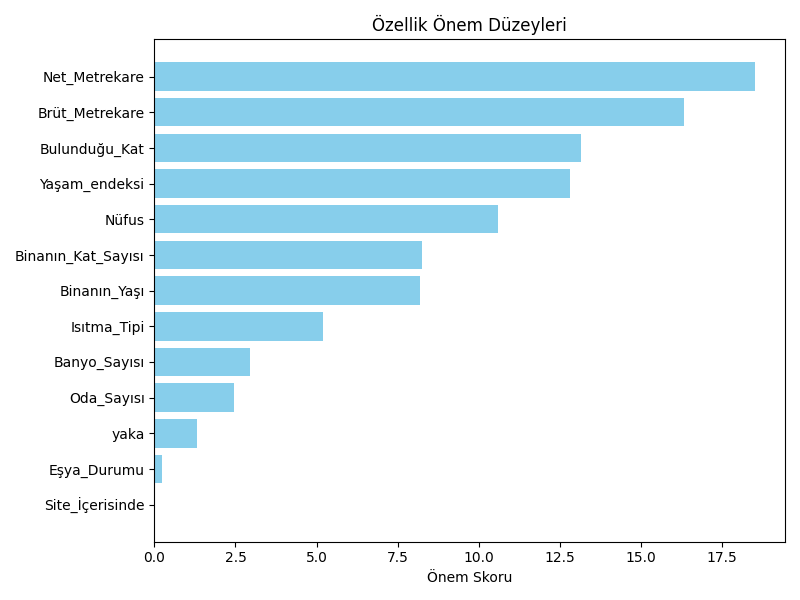 Özellik Önem Düzeyleri
Net_Metrekare
Brüt_Metrekare
Bulunduğu_Kat
Yaşam_endeksi
Nüfus
Binanın_Kat_Sayısı
Binanın_Yaşı
Isıtma_Tipi
Banyo_Sayısı
Oda_Sayısı
yaka
Eşya_Durumu
Site_İçerisinde
0.0 2.5 5.0 7.5 10.0 12.5 15.0 17.5
Önem Skoru